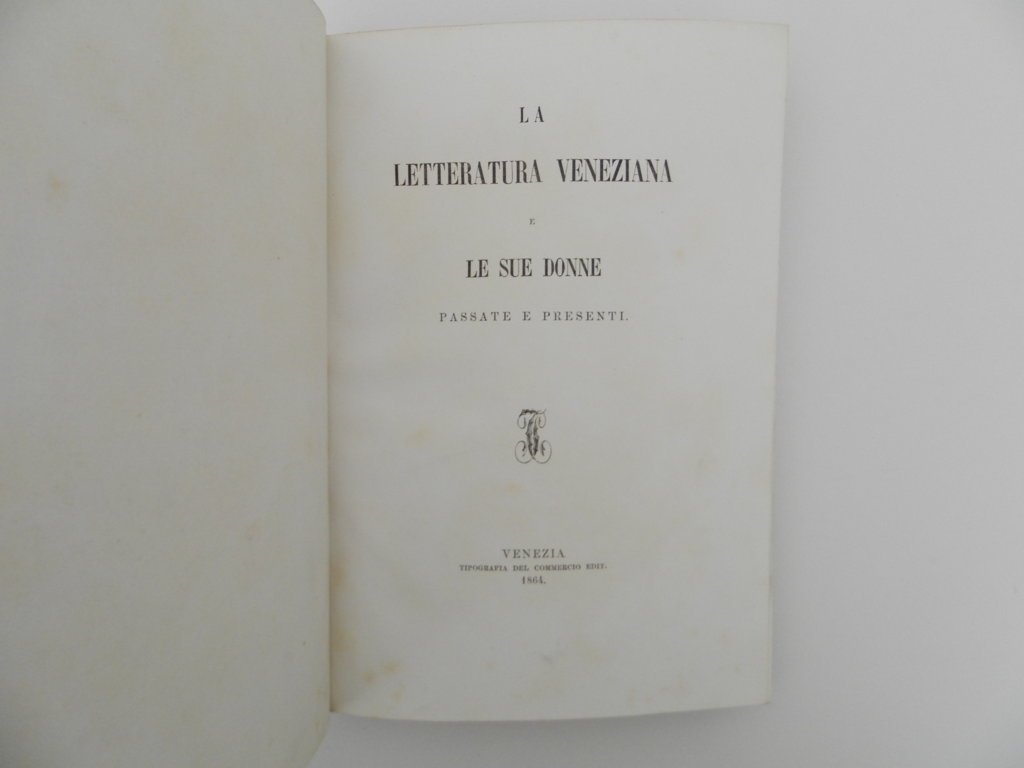 LA
LETTERATURA VENEZIANA
E
LE SUE DONNE
PASSATE E PRESENTI.
VENEZIA
TIPOGRAFIA DEL COMMERCIO EDIT.
1864.